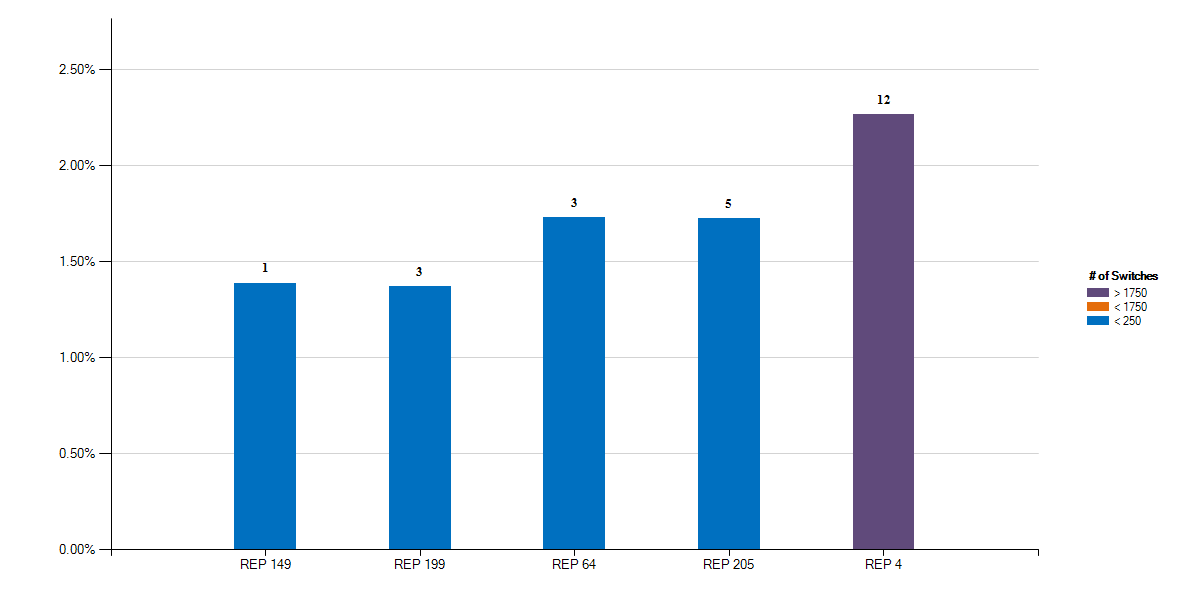 2.50%
2.00%
1.50%
1.00%
0.50%
0.00%
1
3
3
5
12
REP 149
REP 199
REP 64
REP 205
REP 4
# of Switches
> 1750
< 1750
< 250